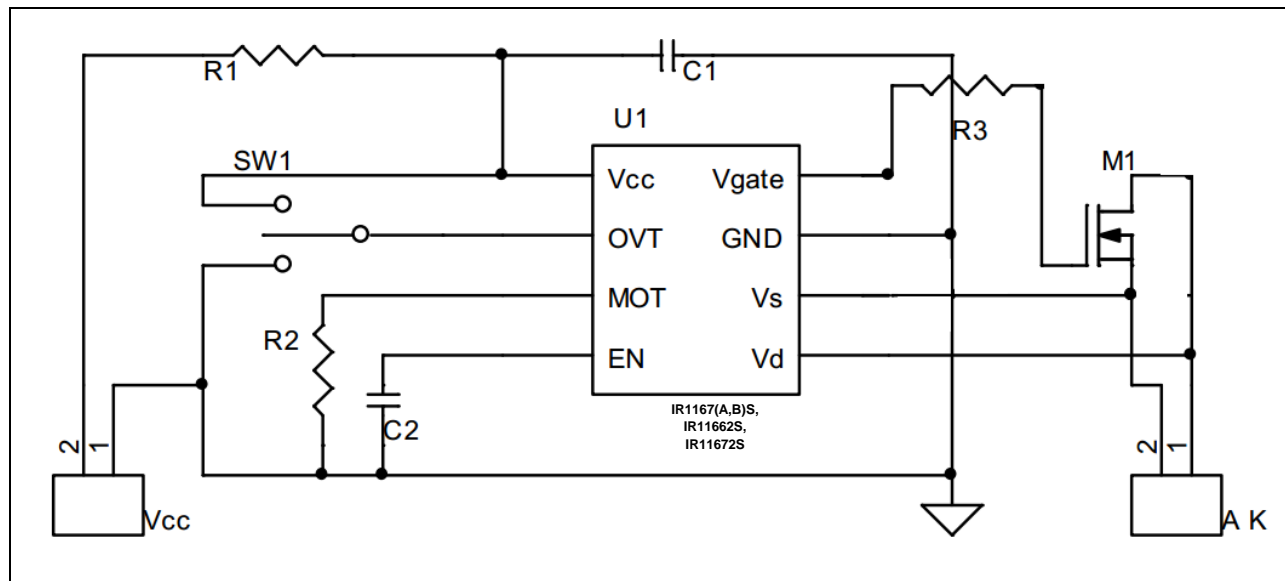 R1
C1
R3
U1
M1
SW1
Vcc
Vgate
OVT
GND
MOT
Vs
R2
EN
Vd
C2
IR1167(A,B)S,
IR11662S,
IR11672S
2
1
Vcc
2
1
A K